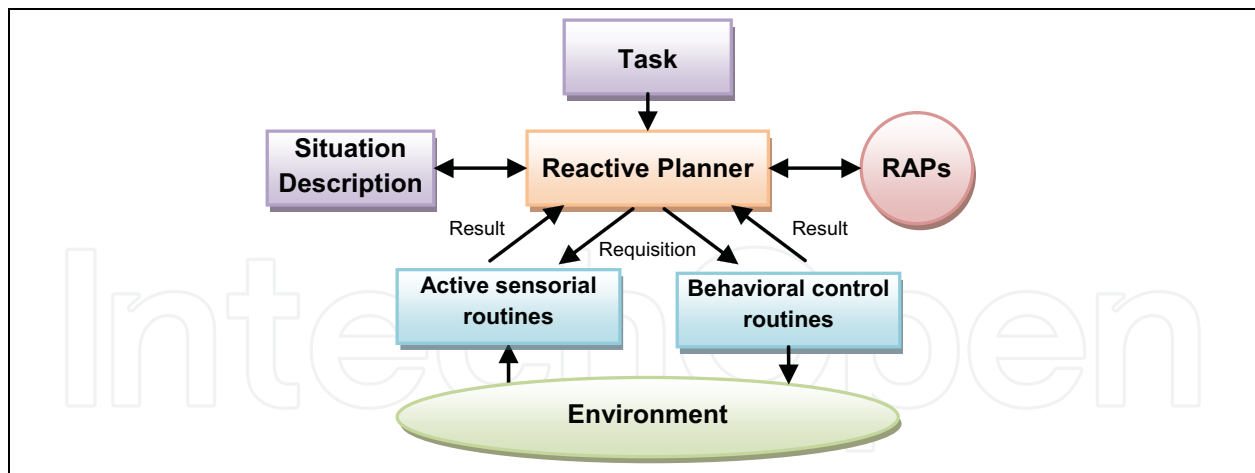 Task
Situation
Description
Reactive Planner
RAPs
Result
Requisition
Result
Active sensorial
routines
Behavioral control
routines
Environment
IntechOpen